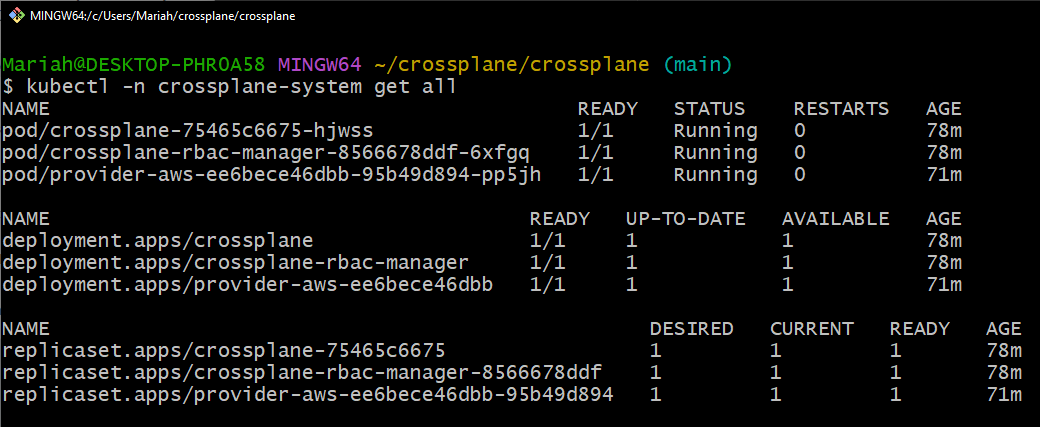 MINGW64:/c/Users/Mariah/crossplane/crossplane
Mariah@DESKTOP-PHR0A58 MINGW64 ~/crossplane/crossplane (main)
$ kubectl -n crossplane-system get all
NAME READY STATUS RESTARTS AGE
pod/crossplane-75465c6675-hjwss 1/1 Running 0 78m
pod/crossplane-rbac-manager-8566678ddf-6xfgq 1/1 Running 0 78m
pod/provider-aws-ee6bece46dbb-95b49d894-pp5jh 1/1 Running 0 71m
NAME READY UP-TO-DATE AVAILABLE AGE
deployment.apps/crossplane 1/1 1 1 78m
deployment.apps/crossplane-rbac-manager 1/1 1 1 78m
deployment.apps/provider-aws-ee6bece46dbb 1/1 1 1 71m
NAME DESIRED CURRENT READY AGE
replicaset.apps/crossplane-75465c6675 1 1 1 78m
replicaset.apps/crossplane-rbac-manager-8566678ddf 1 1 1 78m
replicaset.apps/provider-aws-ee6bece46dbb-95b49d894 1 1 1 71m